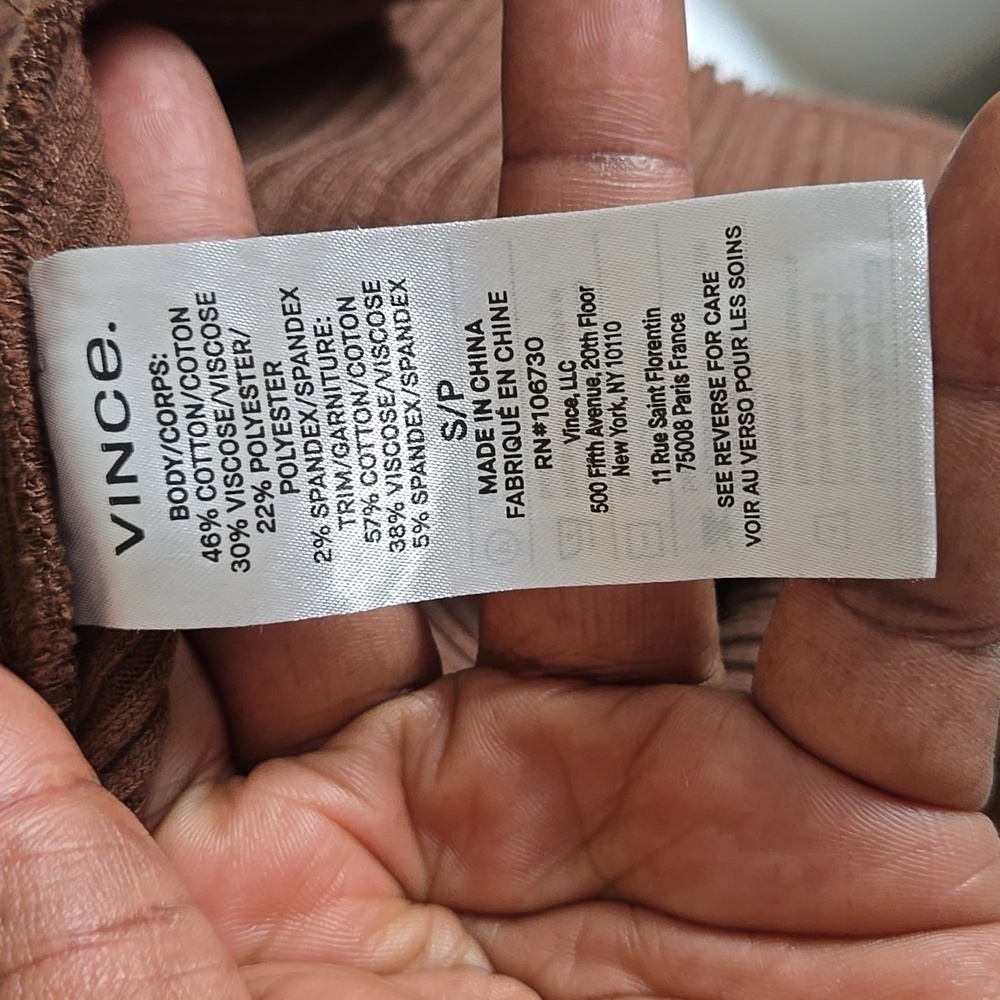 VINCE.
BODY/CORPS:
46% COTTON/COTON
30% VISCOSE/VISCOSE
22% POLYESTER/
POLYESTER
2% SPANDEX/SPANDEX
TRIM/GARNITURE:
57% COTTON/COTON
38% VISCOSE/VISCOSE
5% SPANDEX/SPANDEX
S/P
MADE IN CHINA
FABRIQUÉ EN CHINE
RN#106730
Vince, LLC
500 Fifth Avenue, 20th Floor
New York, NY 10110
11 Rue Saint Florentin
75008 Paris France
SEE REVERSE FOR CARE
VOIR AU VERSO POUR LES SOINS